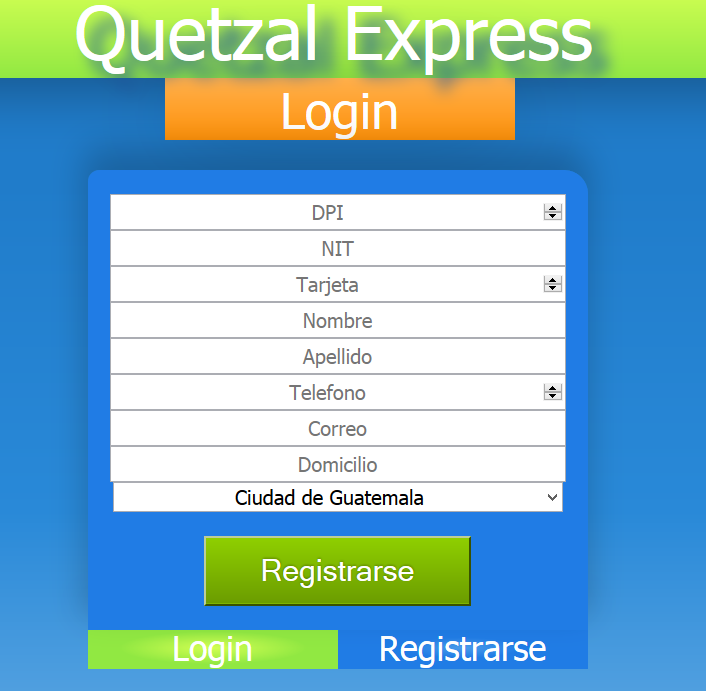 Quetzal Express
Login
DPI
NIT
Tarjeta
Nombre
Apellido
Telefono
Correo
Domicilio
Ciudad de Guatemala
Registrarse
Login Registrarse